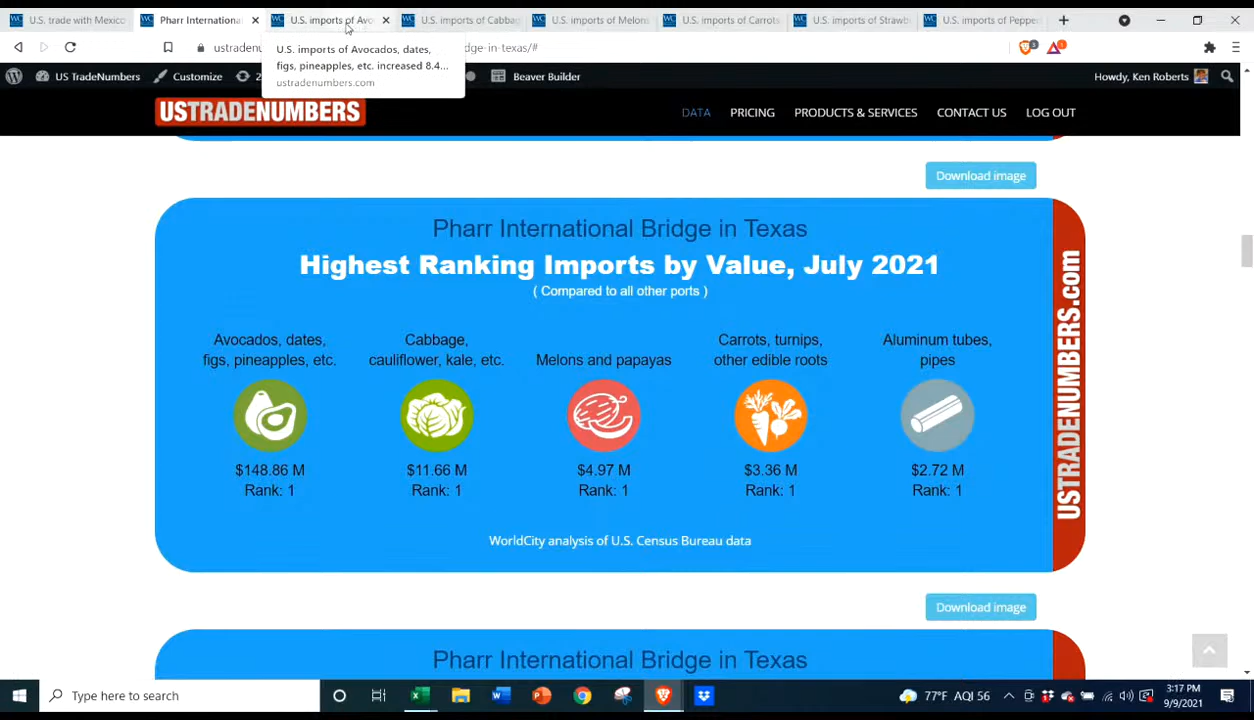 U.S. trade with Mexico
Pharr International
U.S. imports of Avo
U.S. imports of Cabbag
U.S. imports of Melons
U.S. imports of Carrots
U.S. imports of Strawb
U.S. imports of Pepper
ustradenu
dge-in-texas/#
3
1
U.S. imports of Avocados, dates,
figs, pineapples, etc. increased 8.4...
ustradenumbers.com
US TradeNumbers
Customize
2
Beaver Builder
Howdy, Ken Roberts
USTRADENUMBERS
DATA
PRICING
PRODUCTS & SERVICES
CONTACT US
LOG OUT
Download image
Pharr International Bridge in Texas
Highest Ranking Imports by Value, July 2021
( Compared to all other ports )
Avocados, dates,
figs, pineapples, etc.
$148.86 M
Rank: 1
Cabbage,
cauliflower, kale, etc.
$11.66 M
Rank: 1
Melons and papayas
$4.97 M
Rank: 1
Carrots, turnips,
other edible roots
$3.36 M
Rank: 1
Aluminum tubes,
pipes
$2.72 M
Rank: 1
WorldCity analysis of U.S. Census Bureau data
USTRADENUMBERS.com
Download image
Pharr International Bridge in Texas
Type here to search
77°F AQI 56
3:17 PM
9/9/2021